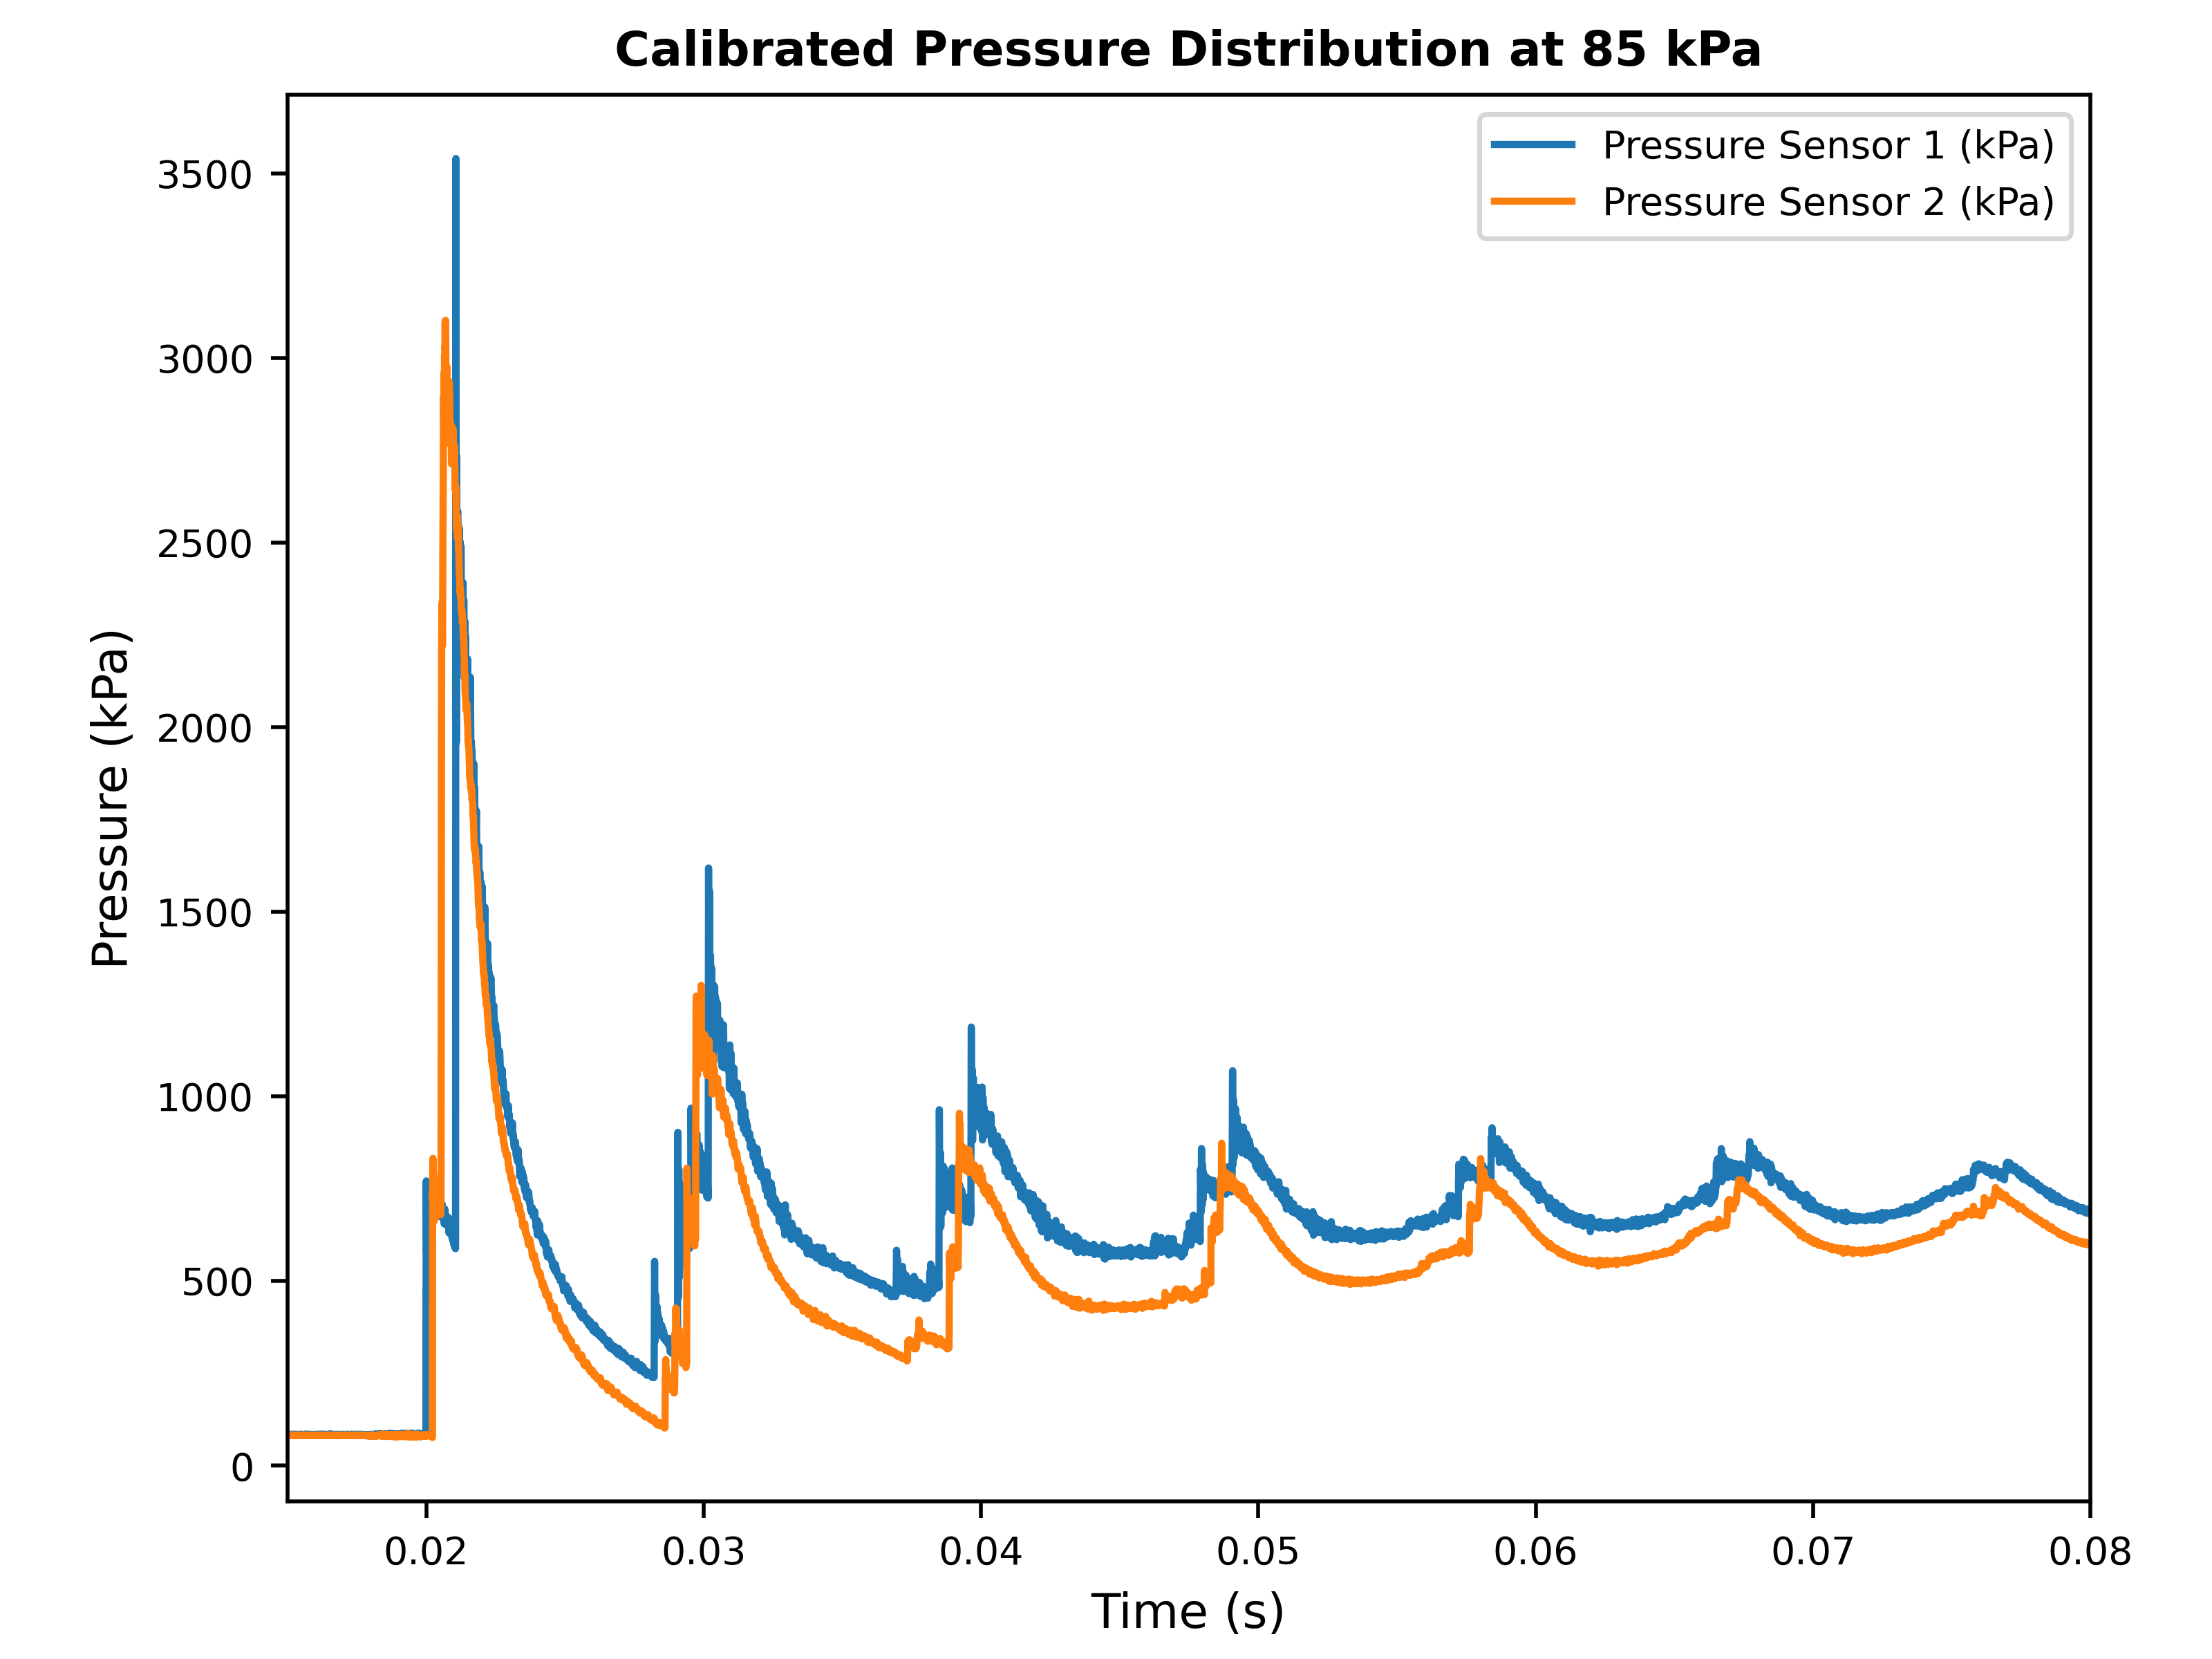 Calibrated Pressure Distribution at 85 kPa
Pressure Sensor 1 (kPa)
Pressure Sensor 2 (kPa)
Pressure (kPa)
3500
3000
2500
2000
1500
1000
500
0
0.02 0.03 0.04 0.05 0.06 0.07 0.08
Time (s)